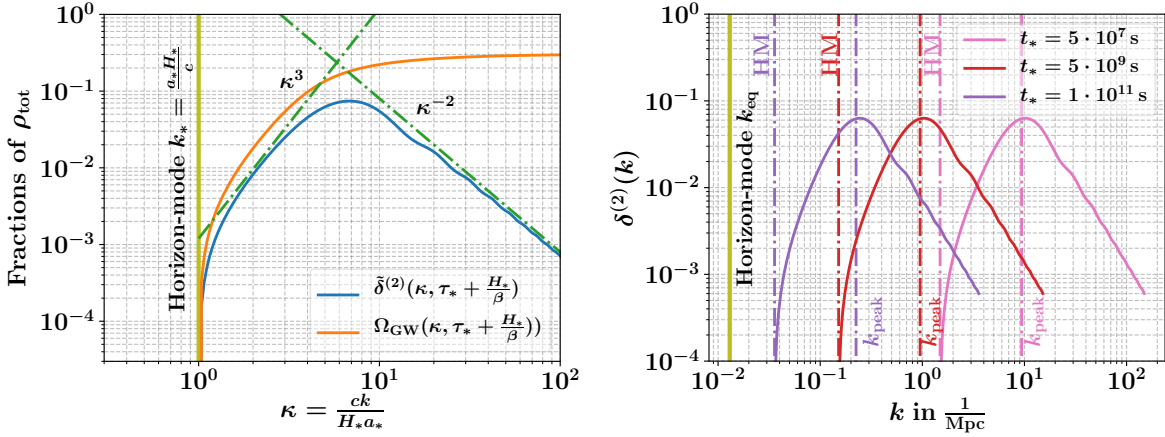 Fractions of ρ_tot
10^0
10^-1
10^-2
10^-3
10^-4
Horizon-mode k_* = a_*H_*/c
κ^3
κ^-2
δ̃^(2)(κ, τ_* + H_*/β)
Ω_GW(κ, τ_* + H_*/β))
10^0 10^1 10^2
κ = ck/(H_*a_*)
δ^(2)(k)
10^0
10^-1
10^-2
10^-3
10^-4
Horizon-mode k_eq
HM
HM
HM
t_* = 5 · 10^7 s
t_* = 5 · 10^9 s
t_* = 1 · 10^11 s
k_peak
k_peak
k_peak
10^-2 10^-1 10^0 10^1 10^2
k in 1/Mpc